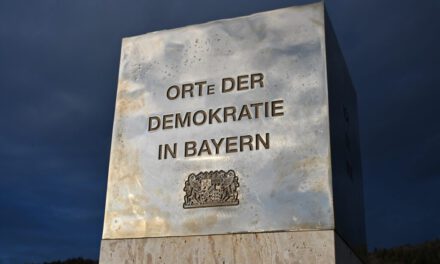 ORTE DER
DEMOKRATIE
IN BAYERN